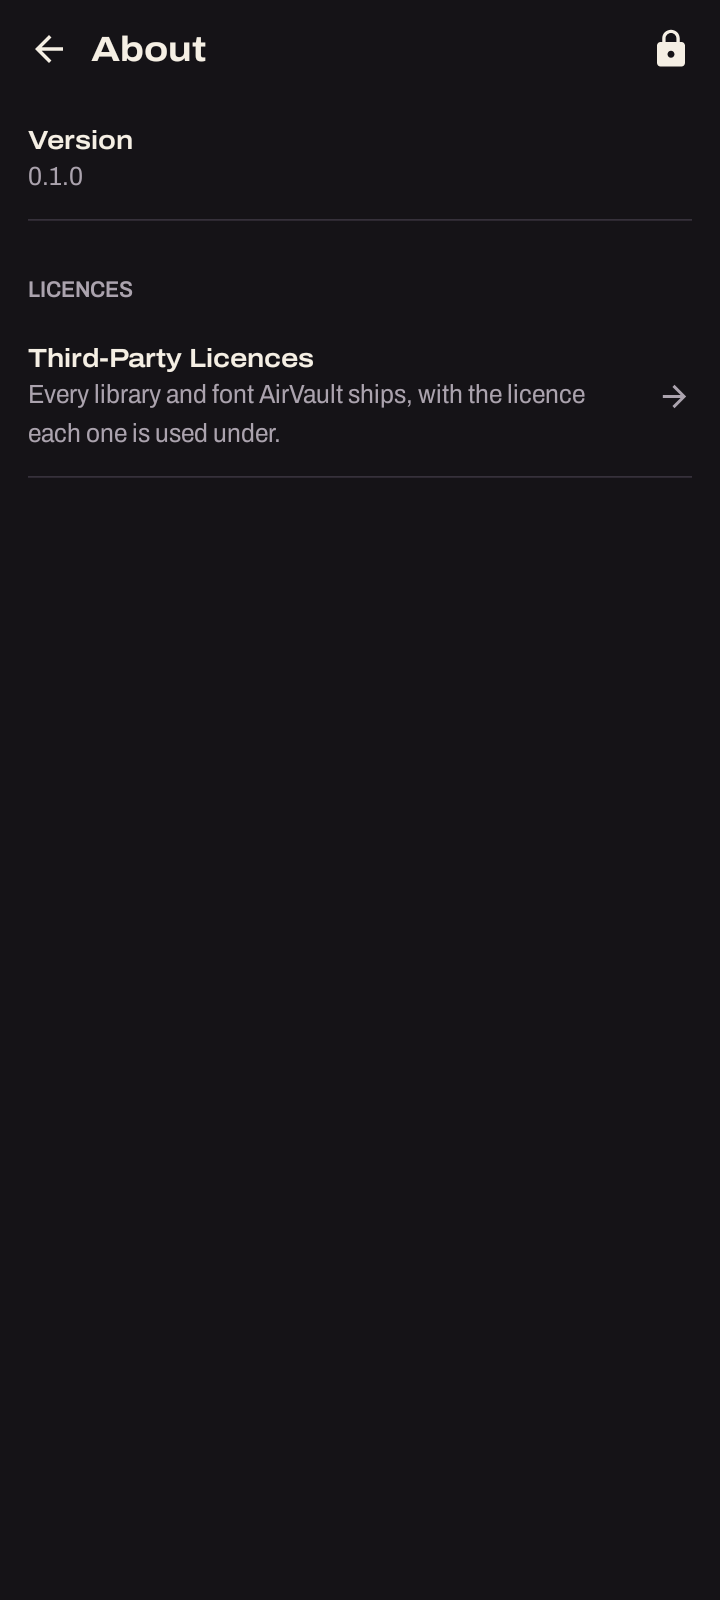 About
Version
0.1.0
LICENCES
Third-Party Licences
Every library and font AirVault ships, with the licence
each one is used under.